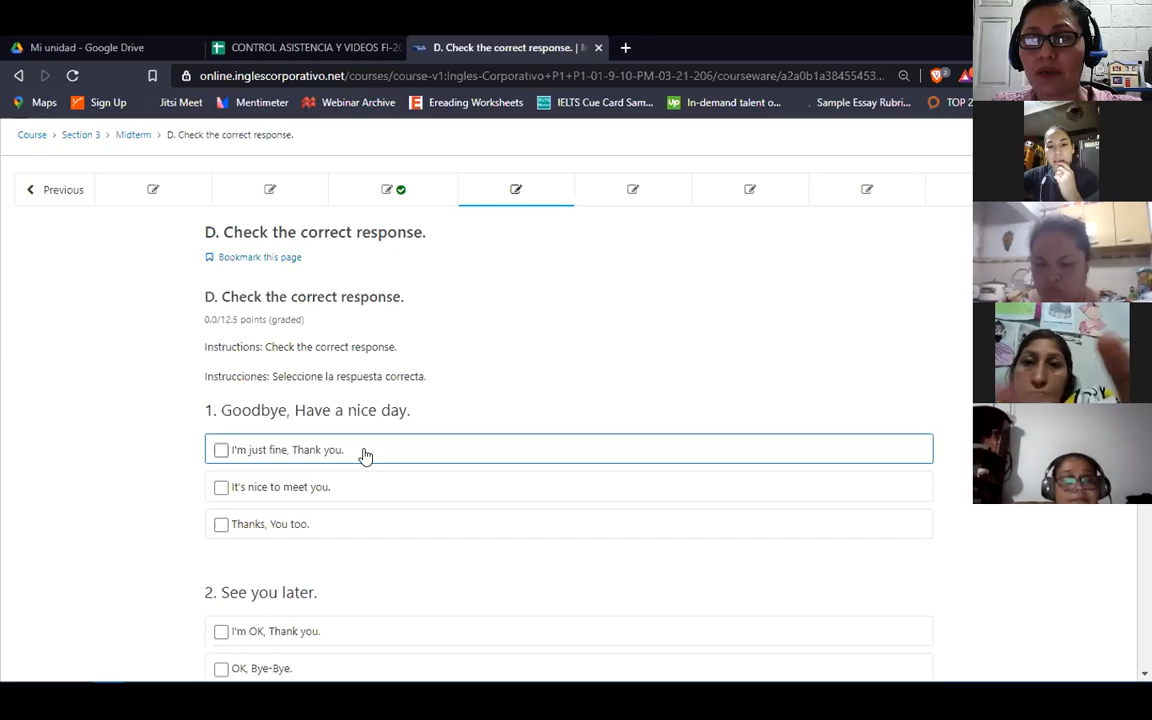 Mi unidad - Google Drive
CONTROL ASISTENCIA Y VIDEOS FI-20
D. Check the correct response. |
online.inglescorporativo.net/courses/course-v1:Ingles-Corporativo+P1+P1-01-9-10-PM-03-21-206/courseware/a2a0b1a38455453...
2
Maps
Sign Up
Jitsi Meet
Mentimeter
Webinar Archive
Ereading Worksheets
IELTS Cue Card Sam...
In-demand talent o...
Sample Essay Rubri...
TOP 2
Course > Section 3 > Midterm > D. Check the correct response.
Previous
D. Check the correct response.
Bookmark this page
D. Check the correct response.
0.0/12.5 points (graded)
Instructions: Check the correct response.
Instrucciones: Seleccione la respuesta correcta.
1. Goodbye, Have a nice day.
I'm just fine, Thank you.
It's nice to meet you.
Thanks, You too.
2. See you later.
I'm OK, Thank you.
OK, Bye-Bye.